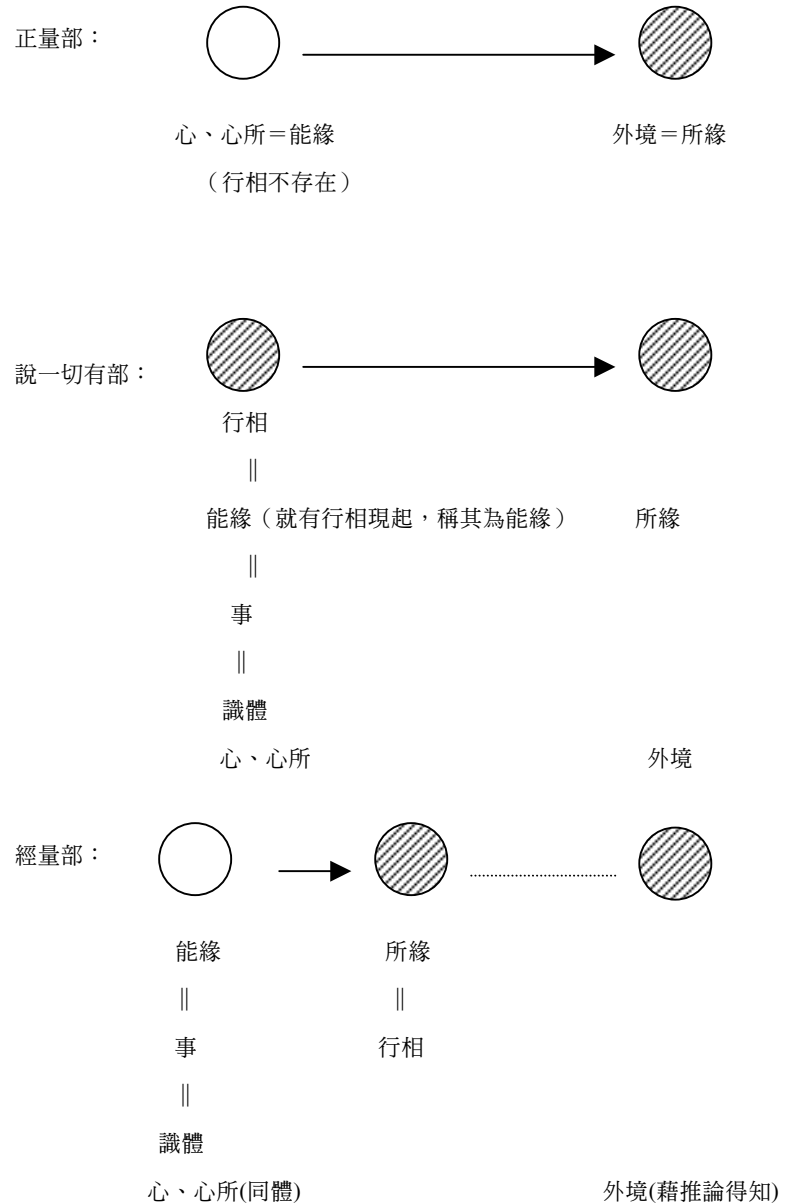 正量部：
心、心所＝能緣　外境＝所緣
（行相不存在）
說一切有部：
行相
‖
能緣（就有行相現起，稱其為能緣）　所緣
‖
事
‖
識體
心、心所　外境
經量部：
能緣　所緣
‖　‖
事　行相
‖
識體
心、心所(同體)　外境(藉推論得知)